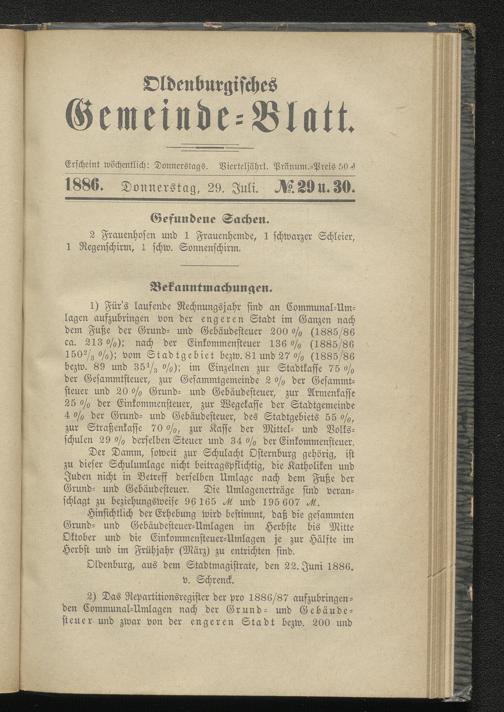 Oldenburgisches
Gemeinde-Blatt.
Erscheint wöchentlich: Donnerstags. Vierteljährl. Pränum.-Preis 50 ₰
1886. Donnerstag, 29. Juli. № 29 u. 30.
Gefundene Sachen.
2 Frauenhosen und 1 Frauenhemde, 1 schwarzer Schleier,
1 Regenschirm, 1 schw. Sonnenschirm.
Bekanntmachungen.
1) Für's laufende Rechnungsjahr sind an Communal-Um-
lagen aufzubringen von der engeren Stadt im Ganzen nach
dem Fuße der Grund- und Gebäudesteuer 200 % (1885/86
ca. 213 %); nach der Einkommensteuer 136 % (1885/86
150²/₃ %); vom Stadtgebiet bezw. 81 und 27 % (1885/86
bezw. 89 und 35¹/₃ %); im Einzelnen zur Stadtkasse 75 %
der Gesammtsteuer, zur Gesammtgemeinde 2 % der Gesammt-
steuer und 20 % Grund- und Gebäudesteuer, zur Armenkasse
25 % der Einkommensteuer, zur Wegekasse der Stadtgemeinde
4 % der Grund- und Gebäudesteuer, des Stadtgebiets 55 %,
zur Straßenkasse 70 %, zur Kasse der Mittel- und Volks-
schulen 29 % derselben Steuer und 34 % der Einkommensteuer.
Der Damm, soweit zur Schulacht Osternburg gehörig, ist
zu dieser Schulumlage nicht beitragspflichtig, die Katholiken und
Juden nicht in Betreff derselben Umlage nach dem Fuße der
Grund- und Gebäudesteuer. Die Umlagenerträge sind veran-
schlagt zu beziehungsweise 96 165 ℳ und 195 607 ℳ.
Hinsichtlich der Erhebung wird bestimmt, daß die gesammten
Grund- und Gebäudesteuer-Umlagen im Herbste bis Mitte
Oktober und die Einkommensteuer-Umlagen je zur Hälfte im
Herbst und im Frühjahr (März) zu entrichten sind.
Oldenburg, aus dem Stadtmagistrate, den 22. Juni 1886.
v. Schrenck.
2) Das Repartitionsregister der pro 1886/87 aufzubringen-
den Communal-Umlagen nach der Grund- und Gebäude-
steuer und zwar von der engeren Stadt bezw. 200 und